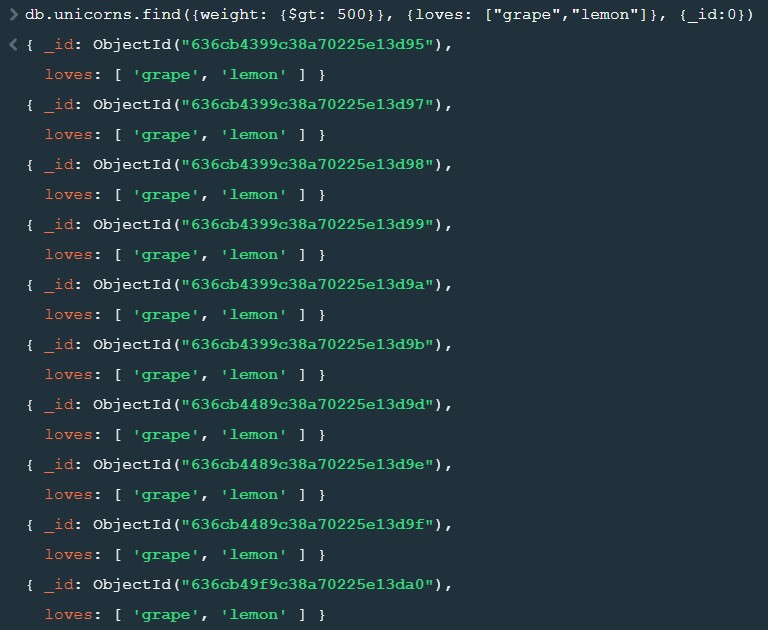 > db.unicorns.find({weight: {$gt: 500}}, {loves: ["grape","lemon"]}, {_id:0})
< { _id: ObjectId("636cb4399c38a70225e13d95"),
loves: [ 'grape', 'lemon' ] }
{ _id: ObjectId("636cb4399c38a70225e13d97"),
loves: [ 'grape', 'lemon' ] }
{ _id: ObjectId("636cb4399c38a70225e13d98"),
loves: [ 'grape', 'lemon' ] }
{ _id: ObjectId("636cb4399c38a70225e13d99"),
loves: [ 'grape', 'lemon' ] }
{ _id: ObjectId("636cb4399c38a70225e13d9a"),
loves: [ 'grape', 'lemon' ] }
{ _id: ObjectId("636cb4399c38a70225e13d9b"),
loves: [ 'grape', 'lemon' ] }
{ _id: ObjectId("636cb4489c38a70225e13d9d"),
loves: [ 'grape', 'lemon' ] }
{ _id: ObjectId("636cb4489c38a70225e13d9e"),
loves: [ 'grape', 'lemon' ] }
{ _id: ObjectId("636cb4489c38a70225e13d9f"),
loves: [ 'grape', 'lemon' ] }
{ _id: ObjectId("636cb49f9c38a70225e13da0"),
loves: [ 'grape', 'lemon' ] }